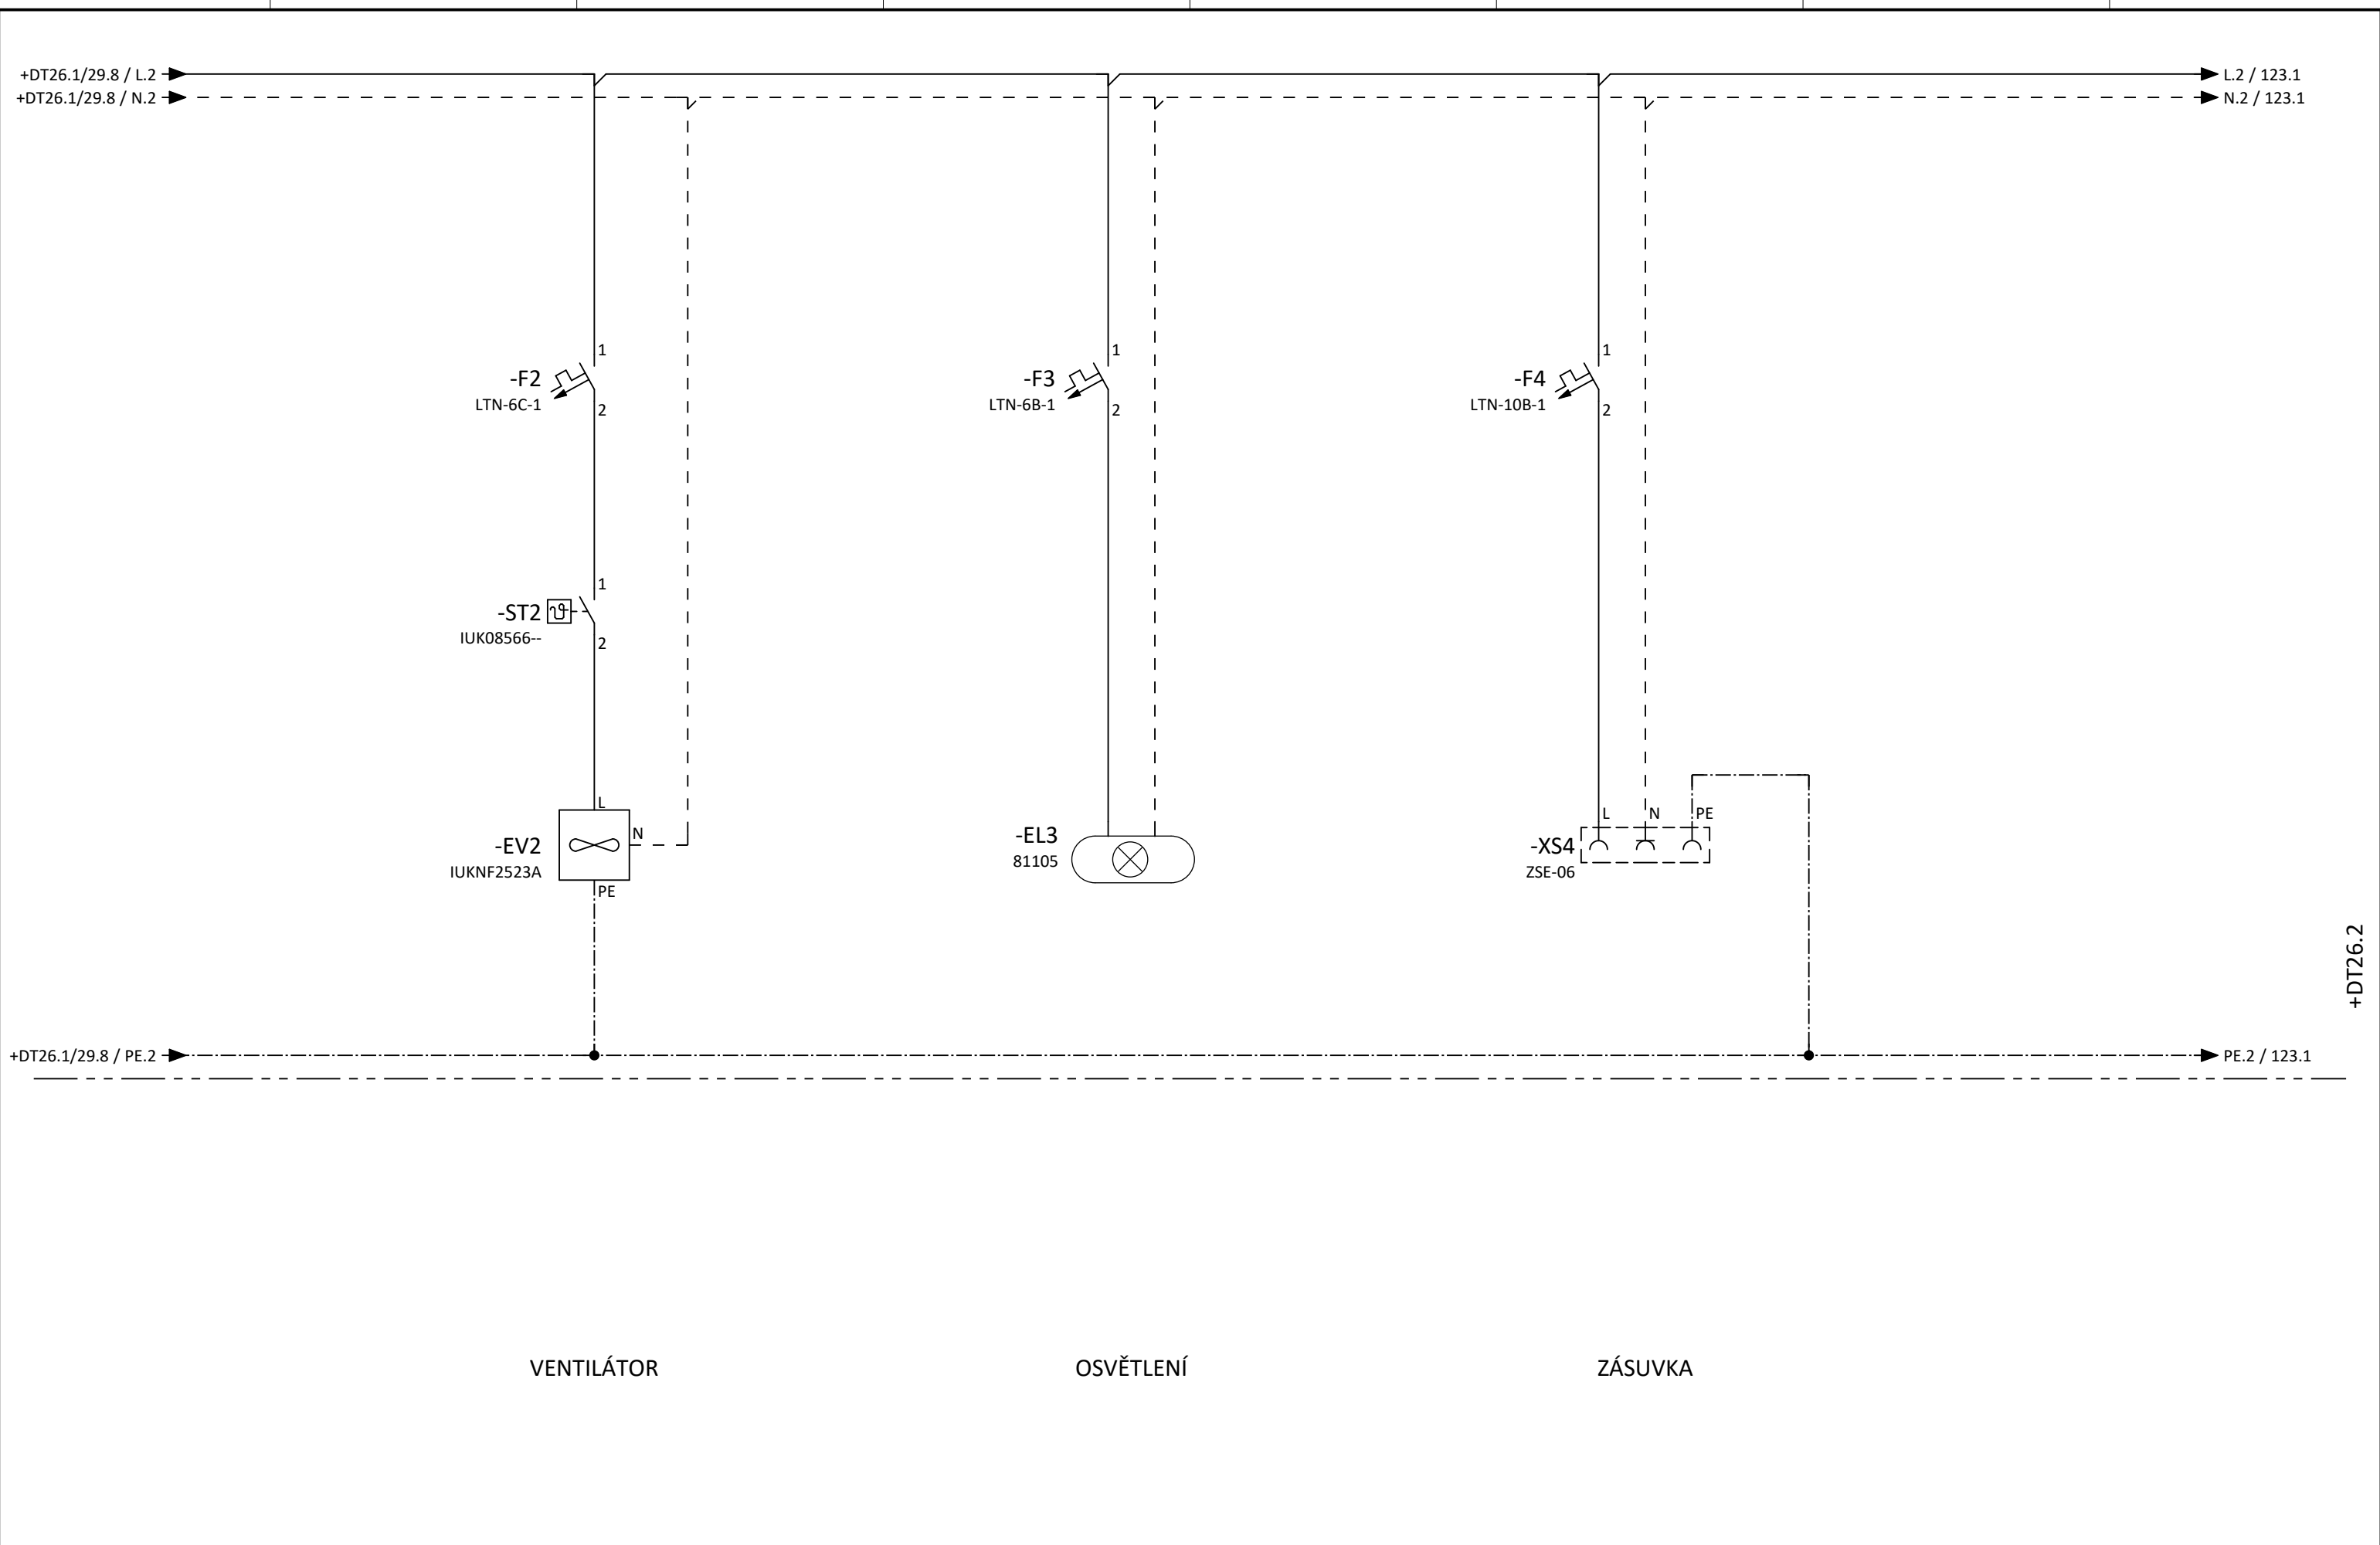 +DT26.1/29.8 / L.2
L.2 / 123.1
+DT26.1/29.8 / N.2
N.2 / 123.1
1
-F2
LTN-6C-1
2
1
-F3
LTN-6B-1
2
1
-F4
LTN-10B-1
2
1
-ST2
IUK08566--
2
L
-EV2
N
IUKNF2523A
PE
-EL3
81105
L
N
PE
-XS4
ZSE-06
+DT26.2
+DT26.1/29.8 / PE.2
PE.2 / 123.1
VENTILÁTOR
OSVĚTLENÍ
ZÁSUVKA